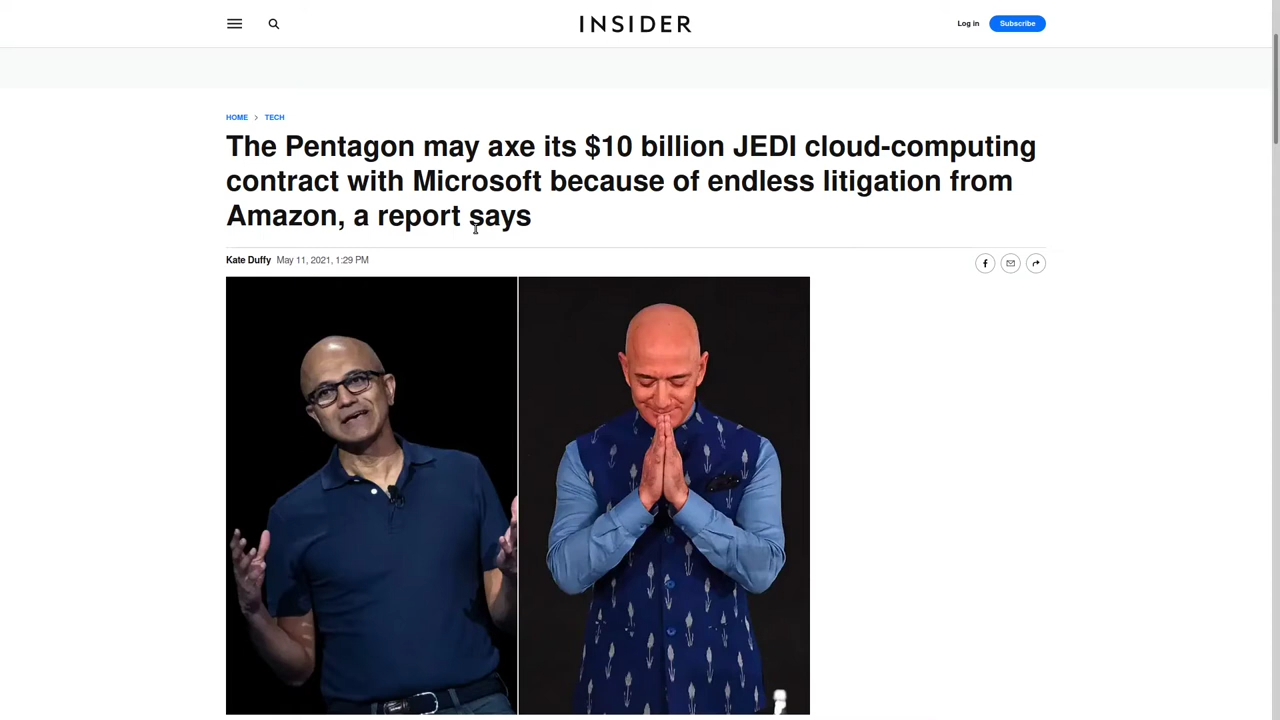 INSIDER
Log in
Subscribe
HOME > TECH
The Pentagon may axe its $10 billion JEDI cloud-computing
contract with Microsoft because of endless litigation from
Amazon, a report says
Kate Duffy May 11, 2021, 1:29 PM